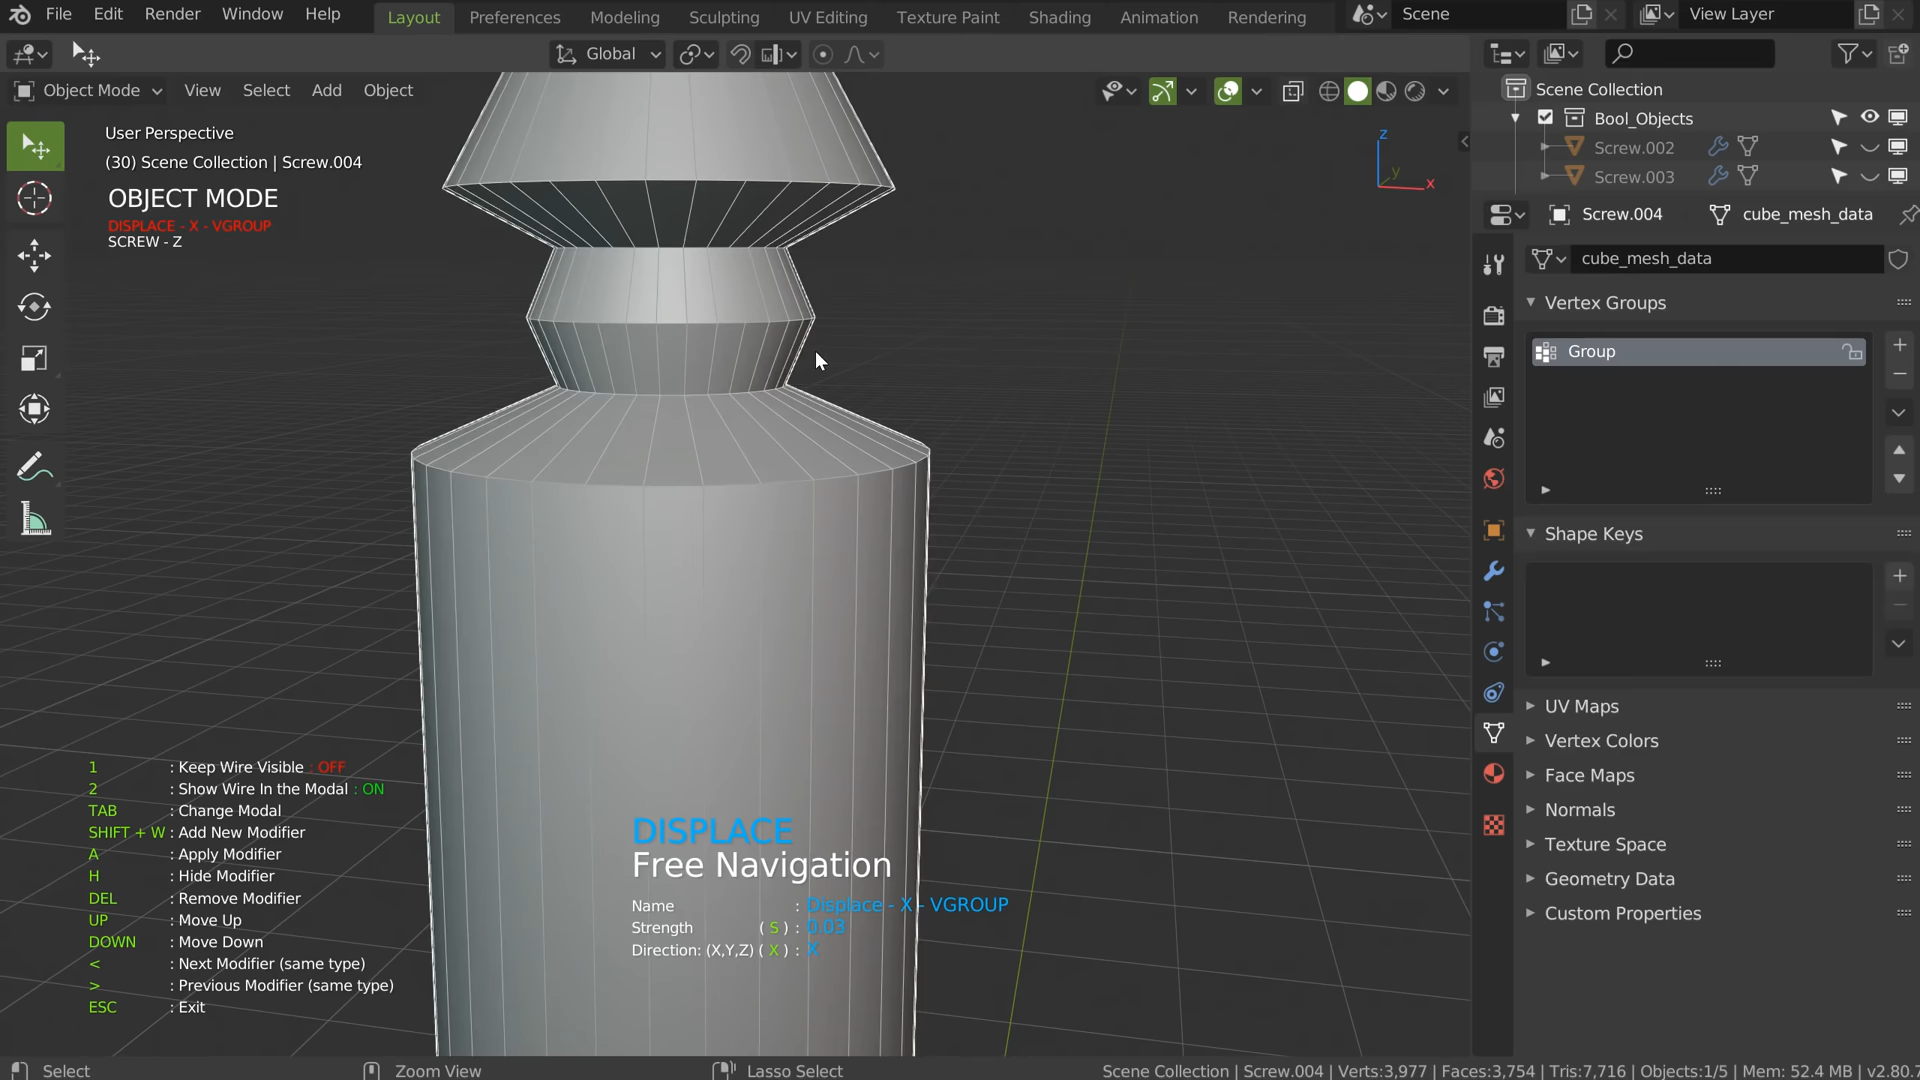 File Edit Render Window Help Layout Preferences Modeling Sculpting UV Editing Texture Paint Shading Animation Rendering Scene View Layer
Global
Object Mode View Select Add Object
User Perspective
(30) Scene Collection | Screw.004
OBJECT MODE
DISPLACE - X - VGROUP
SCREW - Z
z
y
x
Scene Collection
Bool_Objects
Screw.002
Screw.003
Screw.004 cube_mesh_data
cube_mesh_data
Vertex Groups
Group
Shape Keys
UV Maps
Vertex Colors
Face Maps
Normals
Texture Space
Geometry Data
Custom Properties
1 : Keep Wire Visible : OFF
2 : Show Wire In the Modal : ON
TAB : Change Modal
SHIFT + W : Add New Modifier
A : Apply Modifier
H : Hide Modifier
DEL : Remove Modifier
UP : Move Up
DOWN : Move Down
< : Next Modifier (same type)
> : Previous Modifier (same type)
ESC : Exit
DISPLACE
Free Navigation
Name : Displace - X - VGROUP
Strength ( S ) : 0.03
Direction: (X,Y,Z) ( X ) : X
Select Zoom View Lasso Select Scene Collection | Screw.004 | Verts:3,977 | Faces:3,754 | Tris:7,716 | Objects:1/5 | Mem: 52.4 MB | v2.80.7